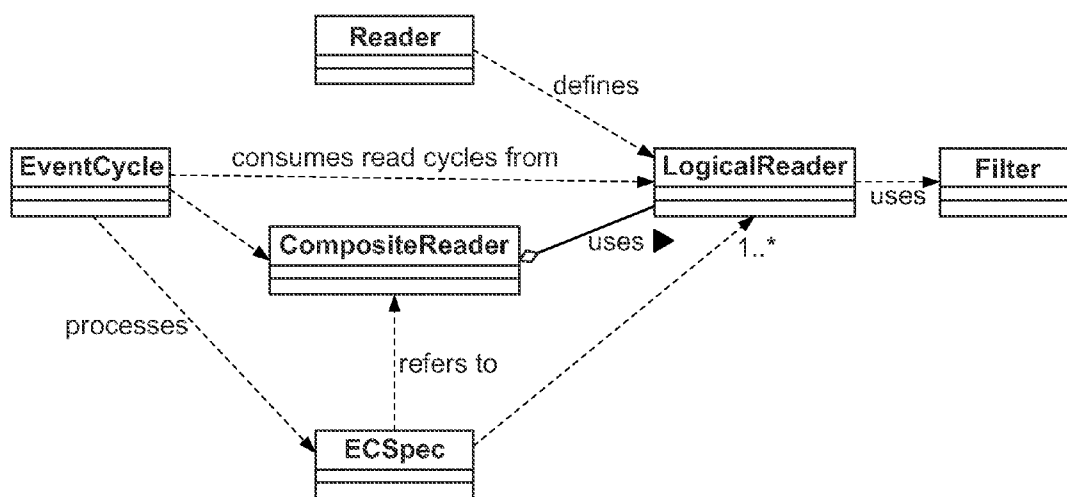 Reader
defines
EventCycle
consumes read cycles from
LogicalReader
uses
Filter
CompositeReader
uses ▶
1..*
processes
refers to
ECSpec